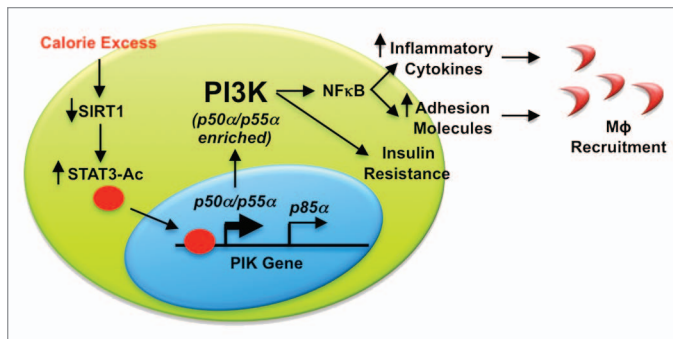 Calorie Excess
SIRT1
STAT3-Ac
PI3K
(p50α/p55α
enriched)
NFκB
Inflammatory
Cytokines
Adhesion
Molecules
Insulin
Resistance
Mϕ
Recruitment
p50α/p55α
p85α
PIK Gene